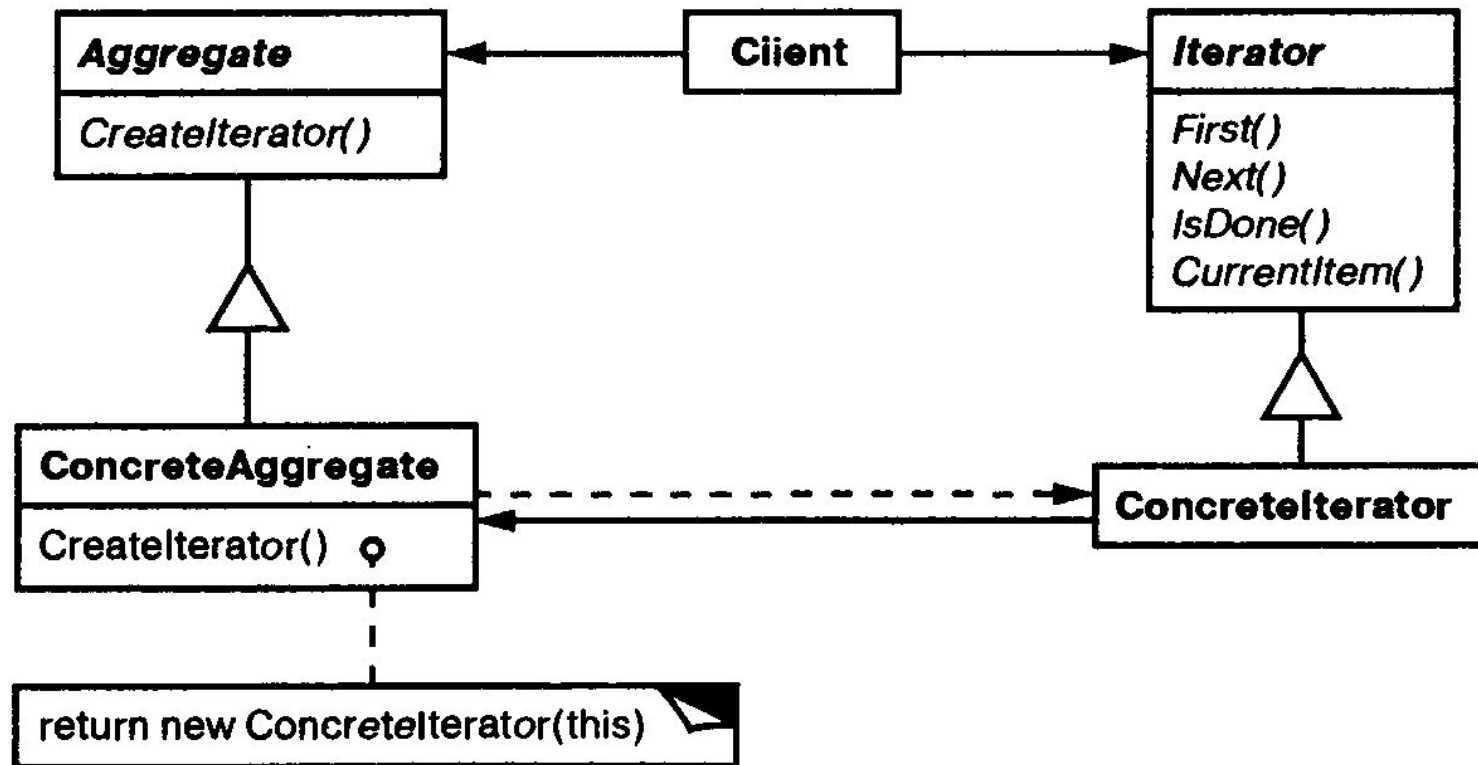 Aggregate
CreateIterator()
Client
Iterator
First()
Next()
IsDone()
CurrentItem()
ConcreteAggregate
CreateIterator()
ConcreteIterator
return new ConcreteIterator(this)